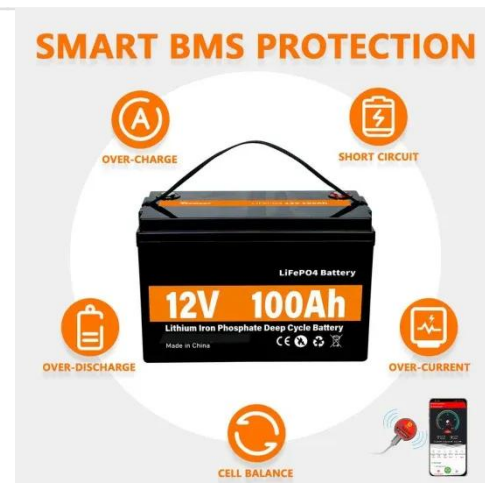 SMART BMS PROTECTION
OVER-CHARGE
SHORT CIRCUIT
LiFePO4 Battery
12V 100Ah
Lithium Iron Phosphate Deep Cycle Battery
Made in China
CE
OVER-DISCHARGE
OVER-CURRENT
CELL BALANCE